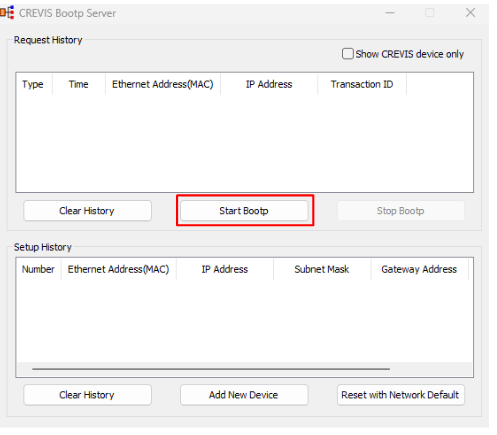 CREVIS Bootp Server
Request History
Show CREVIS device only
Type Time Ethernet Address(MAC) IP Address Transaction ID
Clear History Start Bootp Stop Bootp
Setup History
Number Ethernet Address(MAC) IP Address Subnet Mask Gateway Address
Clear History Add New Device Reset with Network Default